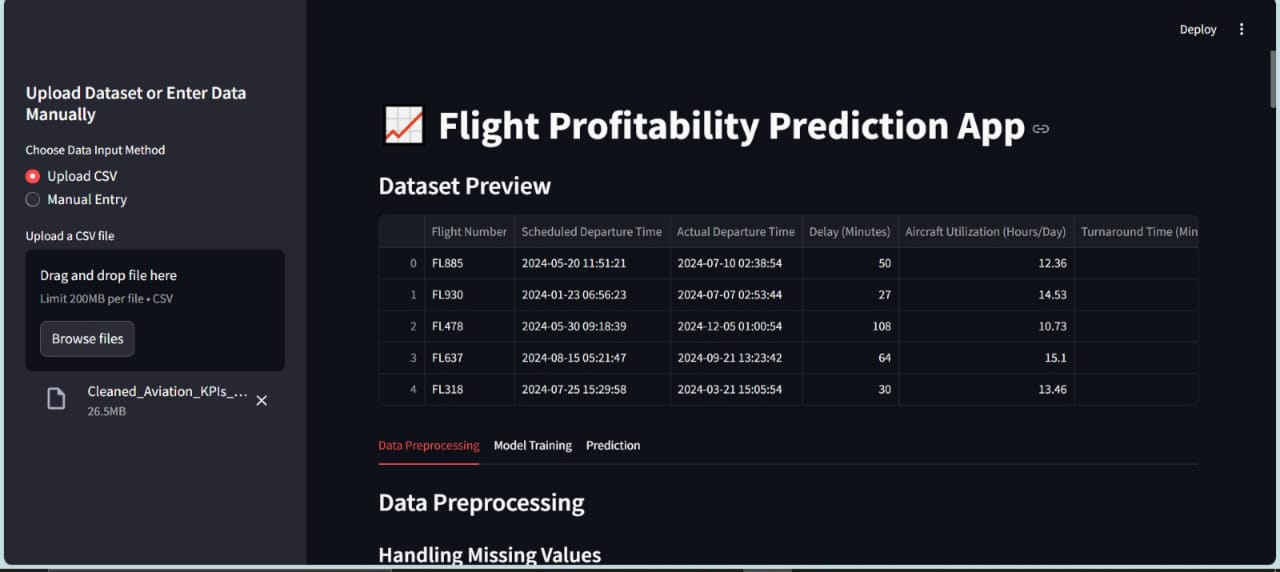 Deploy
Upload Dataset or Enter Data
Manually
Choose Data Input Method
Upload CSV
Manual Entry
Upload a CSV file
Drag and drop file here
Limit 200MB per file • CSV
Browse files
Cleaned_Aviation_KPIs_...
26.5MB
Flight Profitability Prediction App
Dataset Preview
Flight Number Scheduled Departure Time Actual Departure Time Delay (Minutes) Aircraft Utilization (Hours/Day) Turnaround Time (Min
0 FL885 2024-05-20 11:51:21 2024-07-10 02:38:54 50 12.36
1 FL930 2024-01-23 06:56:23 2024-07-07 02:53:44 27 14.53
2 FL478 2024-05-30 09:18:39 2024-12-05 01:00:54 108 10.73
3 FL637 2024-08-15 05:21:47 2024-09-21 13:23:42 64 15.1
4 FL318 2024-07-25 15:29:58 2024-03-21 15:05:54 30 13.46
Data Preprocessing Model Training Prediction
Data Preprocessing
Handling Missing Values